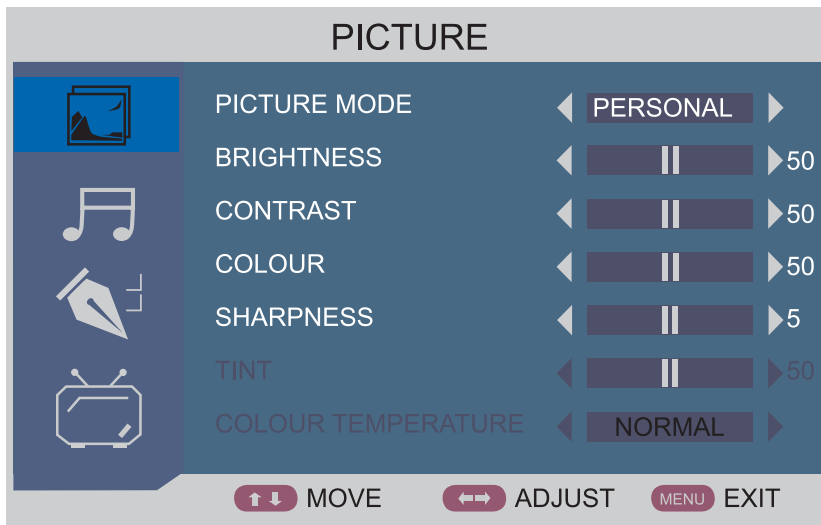 PICTURE
PICTURE MODE PERSONAL
BRIGHTNESS 50
CONTRAST 50
COLOUR 50
SHARPNESS 5
TINT 50
COLOUR TEMPERATURE NORMAL
MOVE ADJUST MENU EXIT